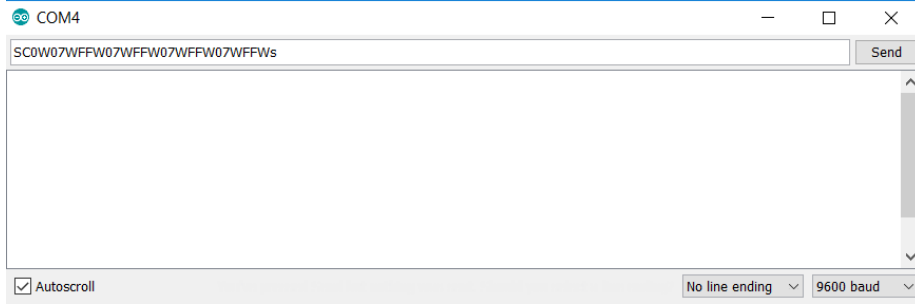 COM4
SC0W07WFFW07WFFW07WFFW07WFFWs
Send
Autoscroll
No line ending
9600 baud